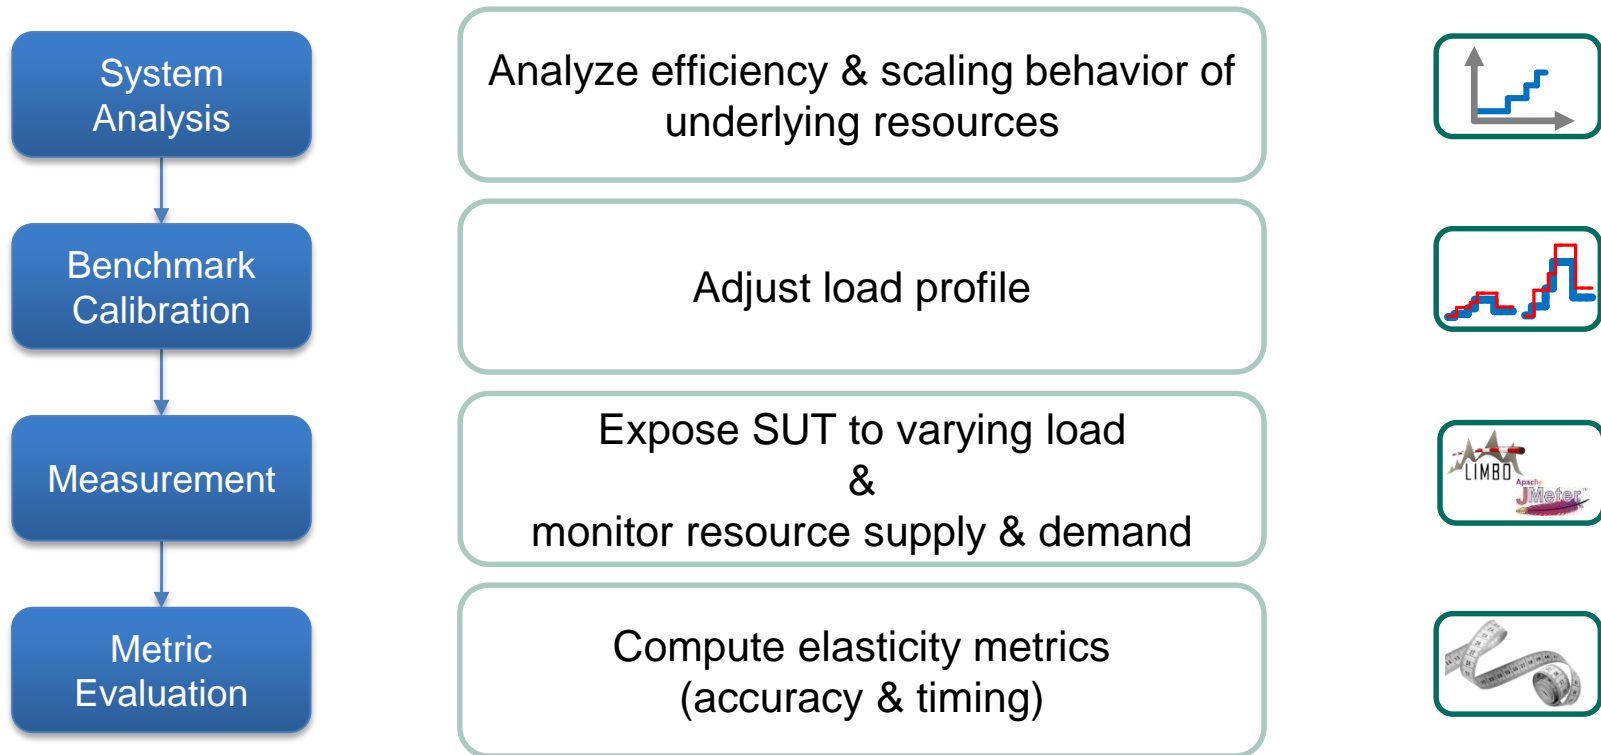 System
Analysis
Analyze efficiency & scaling behavior of
underlying resources
Benchmark
Calibration
Adjust load profile
Measurement
Expose SUT to varying load
&
monitor resource supply & demand
LIMBO
Apache
JMeter™
Metric
Evaluation
Compute elasticity metrics
(accuracy & timing)